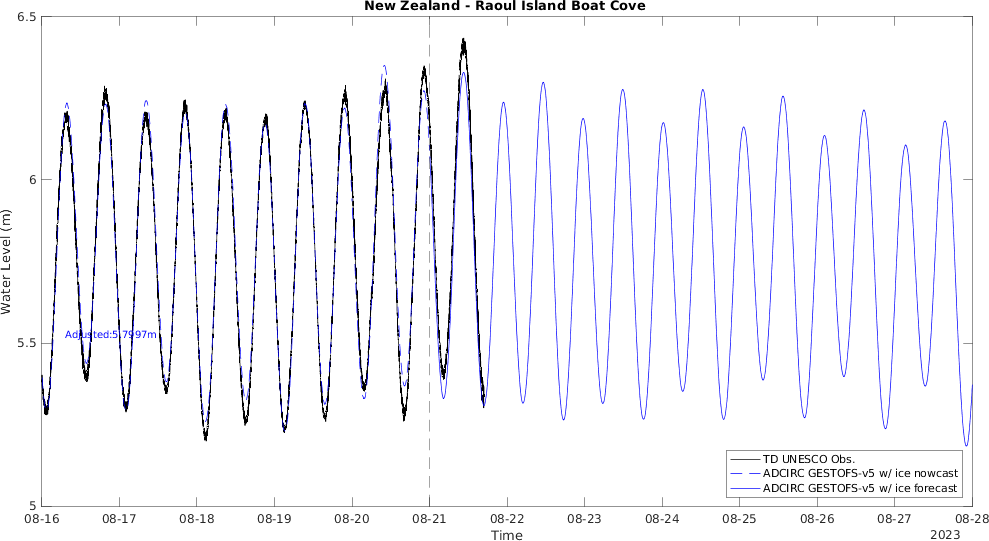 New Zealand - Raoul Island Boat Cove
6.5
6
5.5
5
Water Level (m)
Adjusted:5.7997m
TD UNESCO Obs.
ADCIRC GESTOFS-v5 w/ ice nowcast
ADCIRC GESTOFS-v5 w/ ice forecast
08-16 08-17 08-18 08-19 08-20 08-21 08-22 08-23 08-24 08-25 08-26 08-27 08-28
Time
2023